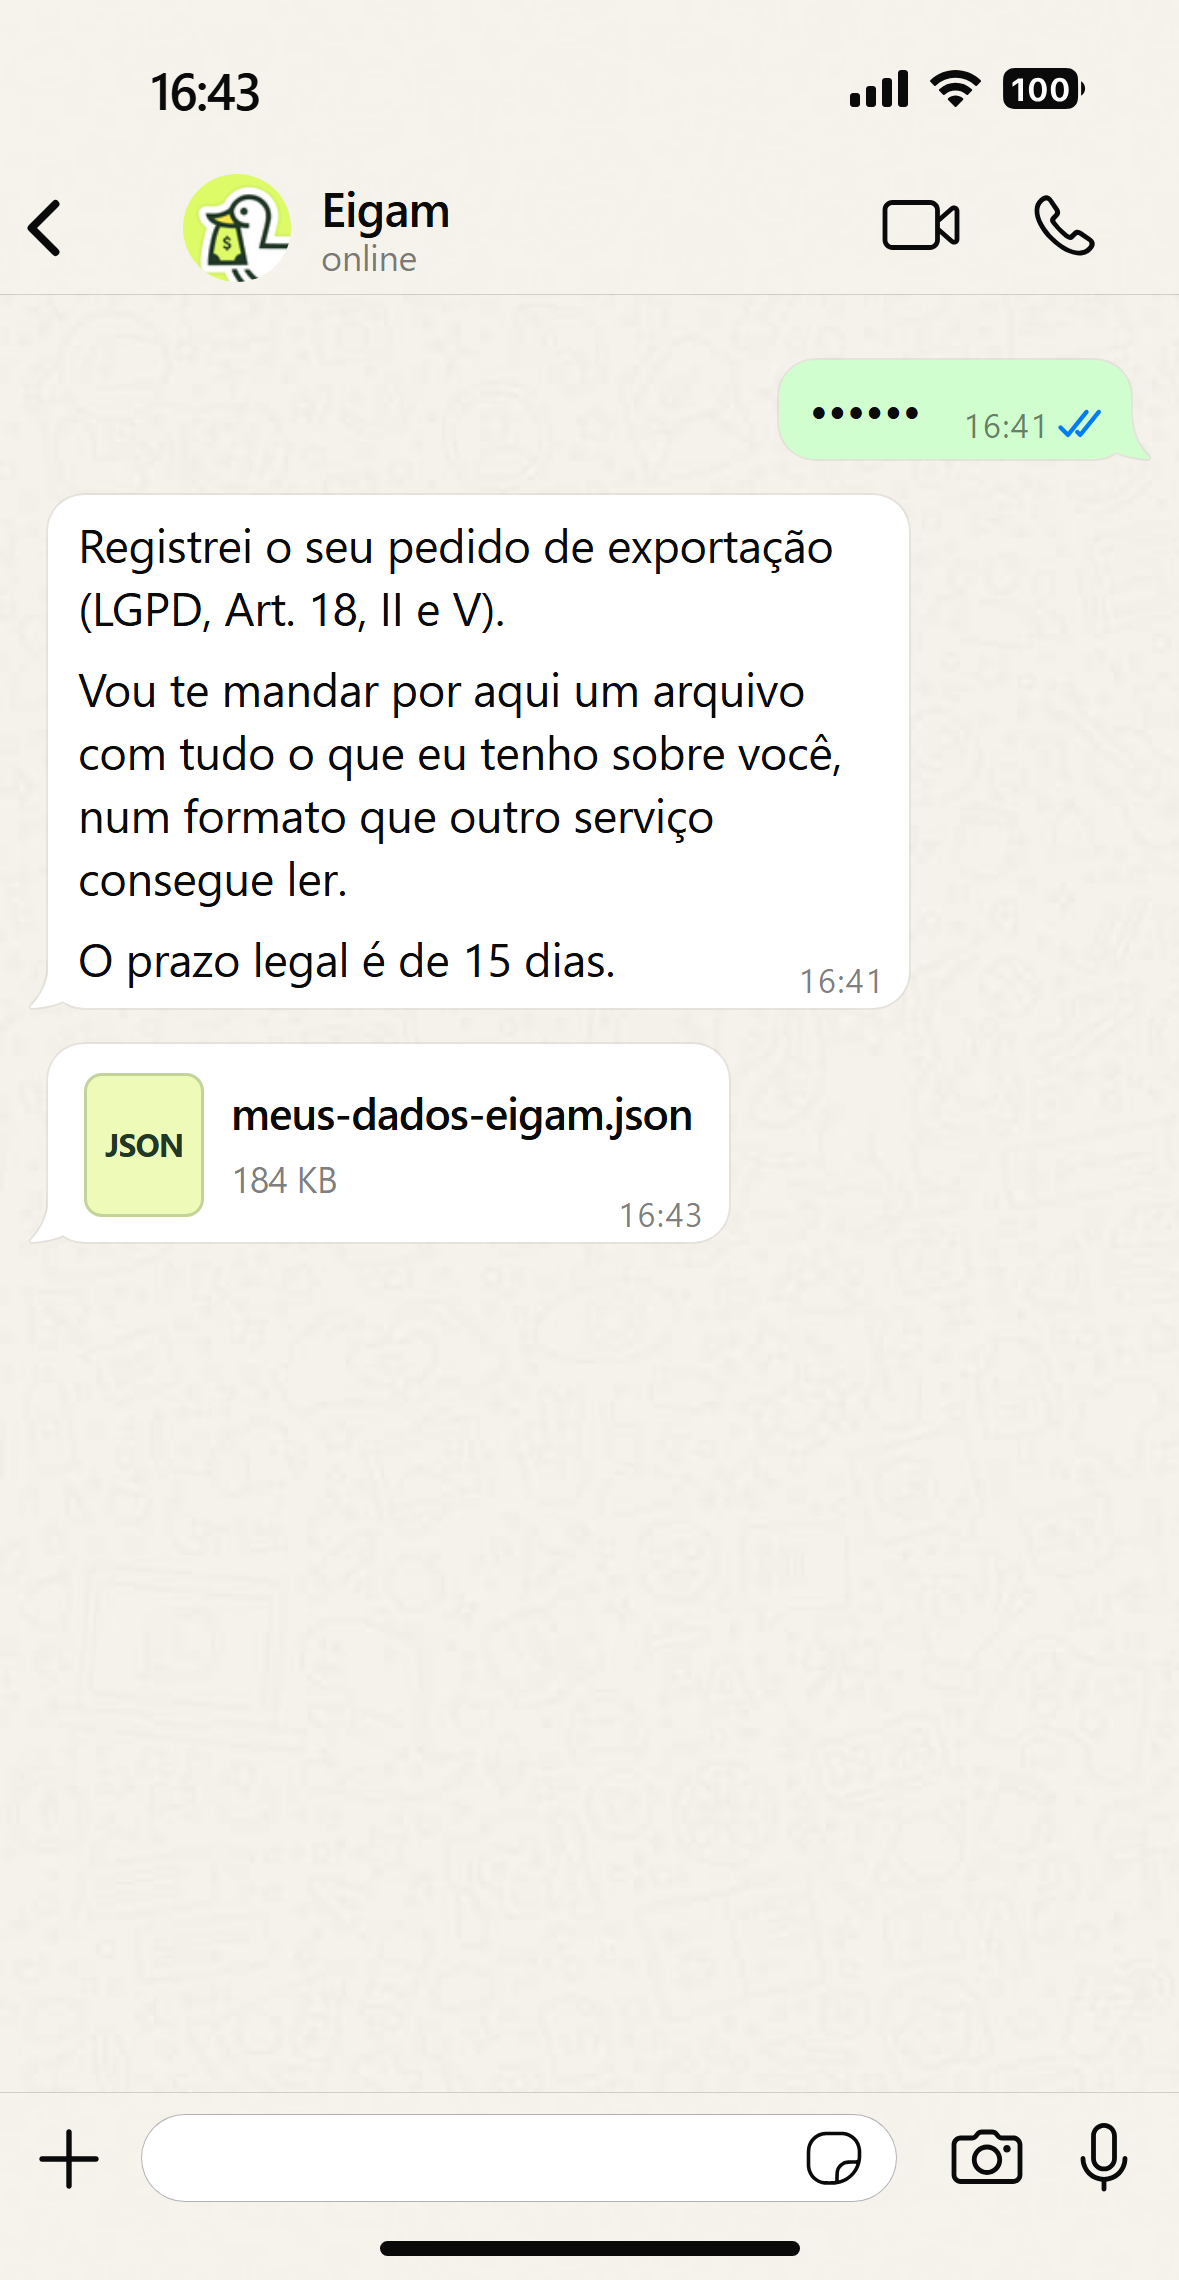 16:43
100
Eigam
online
$
••••••
16:41
Registrei o seu pedido de exportação
(LGPD, Art. 18, II e V).
Vou te mandar por aqui um arquivo
com tudo o que eu tenho sobre você,
num formato que outro serviço
consegue ler.
O prazo legal é de 15 dias.
16:41
JSON
meus-dados-eigam.json
184 KB
16:43